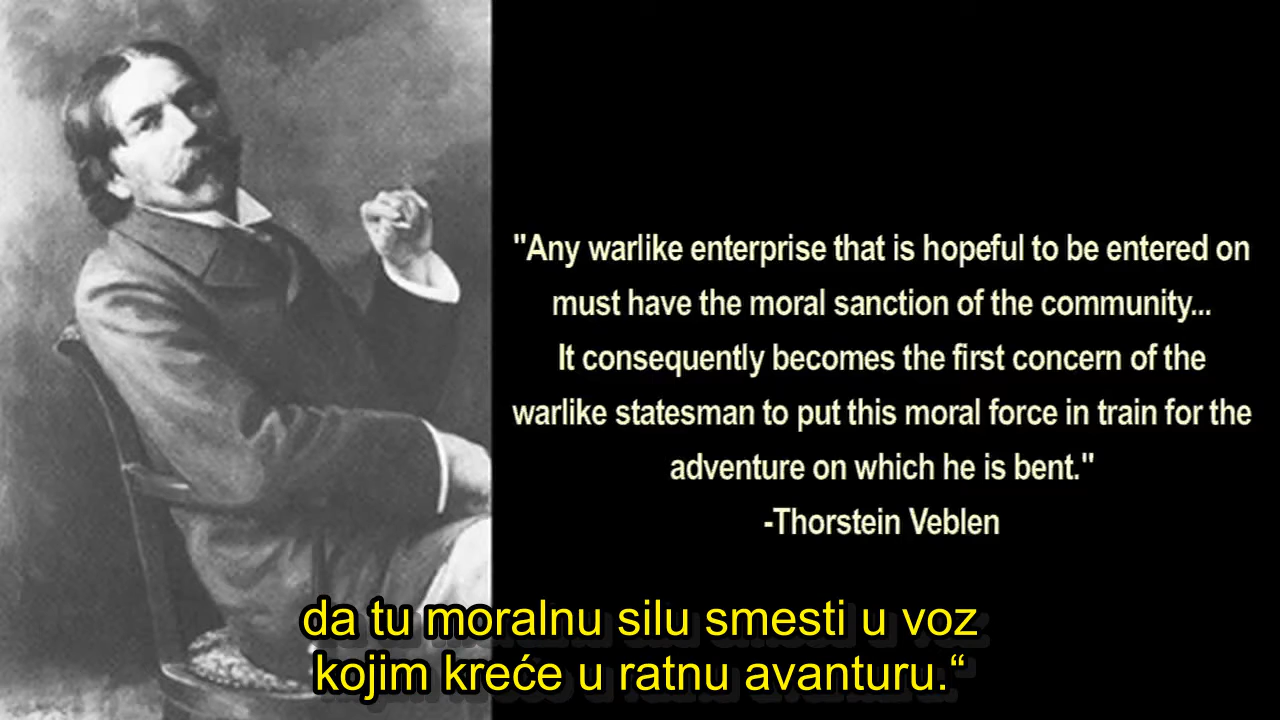 "Any warlike enterprise that is hopeful to be entered on
must have the moral sanction of the community...
It consequently becomes the first concern of the
warlike statesman to put this moral force in train for the
adventure on which he is bent."
-Thorstein Veblen
da tu moralnu silu smesti u voz
kojim kreće u ratnu avanturu.“